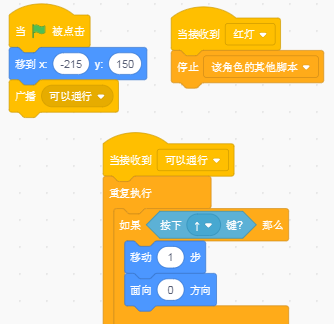 当 被点击
移到 x: -215 y: 150
广播 可以通行
当接收到 红灯
停止 该角色的其他脚本
当接收到 可以通行
重复执行
如果 按下 ↑ 键? 那么
移动 1 步
面向 0 方向